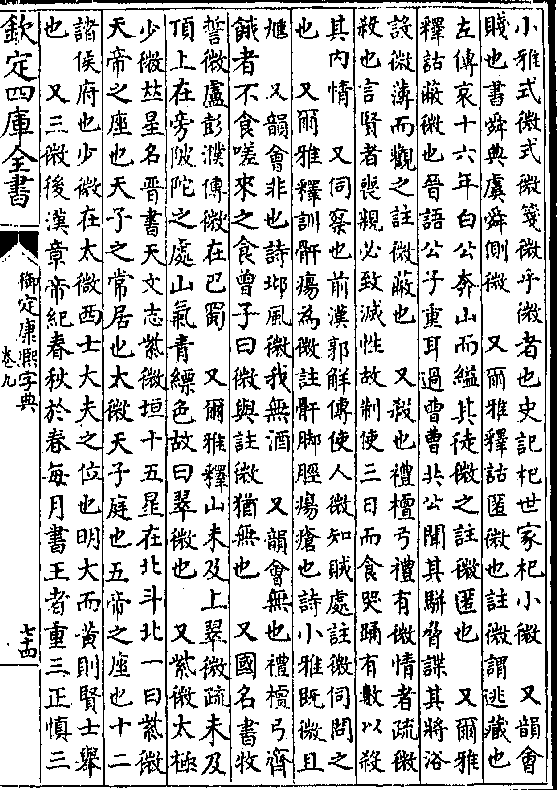 小雅式微式微箋微乎微者也史記杞世家杞小微　又韻會
賤也書舜典虞舜側微　又爾雅釋詁匿微也註微謂逃藏也
左傳哀十六年白公奔山而縊其徒微之註微匿也　又爾雅
釋詁蔽微也晉語公子重耳過曹曹共公聞其駢脅諜其將浴
設微薄而觀之註微蔽也　又殺也禮檀弓禮有微情者疏微
殺也言賢者喪親必致滅性故制使三日而食哭踊有數以殺
其內情　又伺察也前漢郭解傳使人微知賊處註微伺問之
也　又爾雅釋訓骭瘍為微註骭脚脛瘍瘡也詩小雅既微且
尰　又韻會非也詩邶風微我無酒　又韻會無也禮檀弓齊
餓者不食嗟來之食曾子曰微與註微猶無也　又國名書牧
誓微盧彭濮傳微在巴蜀　又爾雅釋山未及上翠微疏未及
頂上在旁陂陀之處山氣青縹色故曰翠微也　又紫微太極
少微𠀤星名晉書天文志紫微垣十五星在北斗北一曰紫微
天帝之座也天子之常居也太微天子庭也五帝之座也十二
諸侯府也少微在太微西士大夫之位也明大而黃則賢士舉
也　又三微後漢章帝紀春秋於春每月書王者重三正慎三
欽定四庫全書
御定康熙字典
卷九
七十四